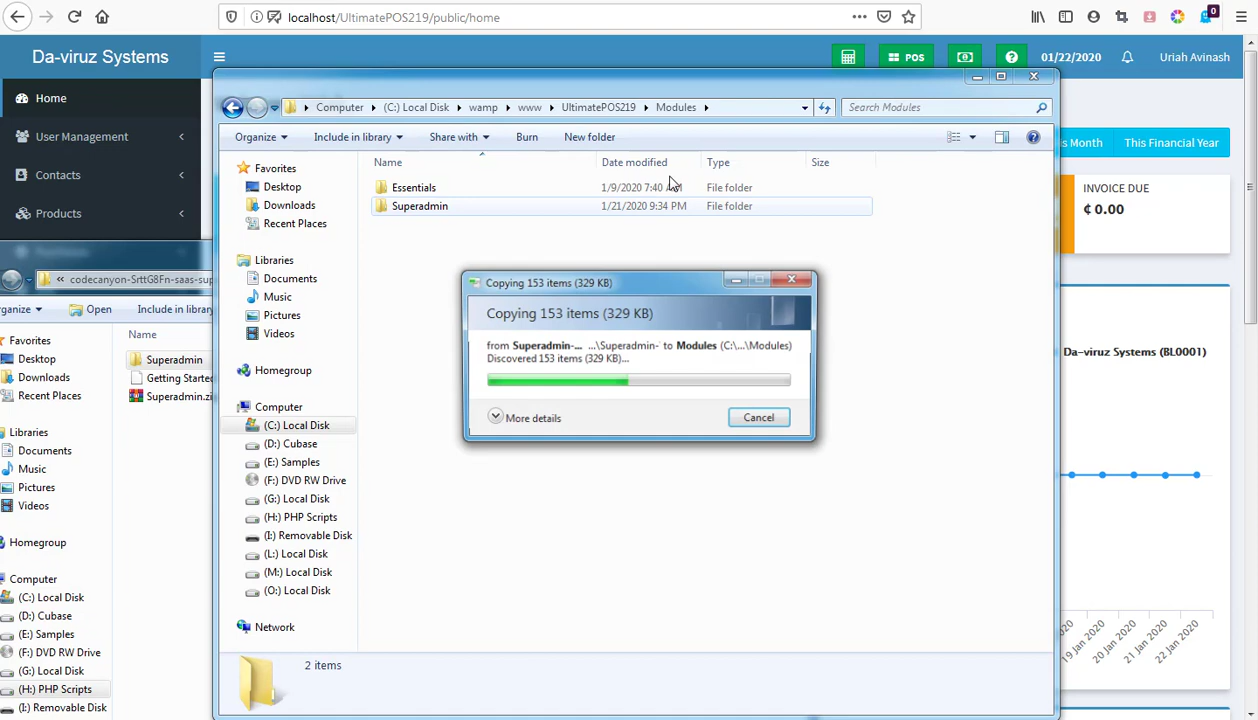 localhost/UltimatePOS219/public/home
0
Da-viruz Systems
POS
01/22/2020
Uriah Avinash
Home
User Management
Contacts
Products
s Month
This Financial Year
INVOICE DUE
₵ 0.00
Da-viruz Systems (BL0001)
19 Jan 2020
20 Jan 2020
21 Jan 2020
22 Jan 2020
« codecanyon-SrttG8Fn-saas-sup
rganize
Open
Include in library
Favorites
Desktop
Downloads
Recent Places
Libraries
Documents
Music
Pictures
Videos
Homegroup
Computer
(C:) Local Disk
(D:) Cubase
(E:) Samples
(F:) DVD RW Drive
(G:) Local Disk
(H:) PHP Scripts
(I:) Removable Disk
Name
Superadmin
Getting Started
Superadmin.zi
Computer
(C:) Local Disk
wamp
www
UltimatePOS219
Modules
Search Modules
Organize
Include in library
Share with
Burn
New folder
Favorites
Desktop
Downloads
Recent Places
Libraries
Documents
Music
Pictures
Videos
Homegroup
Computer
(C:) Local Disk
(D:) Cubase
(E:) Samples
(F:) DVD RW Drive
(G:) Local Disk
(H:) PHP Scripts
(I:) Removable Disk
(L:) Local Disk
(M:) Local Disk
(O:) Local Disk
Network
Name Date modified Type Size
Essentials 1/9/2020 7:40 File folder
Superadmin 1/21/2020 9:34 PM File folder
Copying 153 items (329 KB)
Copying 153 items (329 KB)
from Superadmin-... ...\Superadmin- to Modules (C:\...\Modules)
Discovered 153 items (329 KB)...
More details
Cancel
2 items